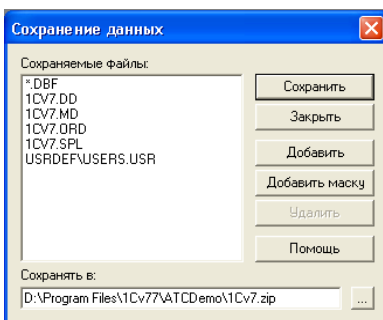 Сохранение данных
Сохраняемые файлы:
*.DBF
1CV7.DD
1CV7.MD
1CV7.ORD
1CV7.SPL
USRDEF\USERS.USR
Сохранить
Закрыть
Добавить
Добавить маску
Удалить
Помощь
Сохранять в:
D:\Program Files\1Cv77\ATCDemo\1Cv7.zip
...